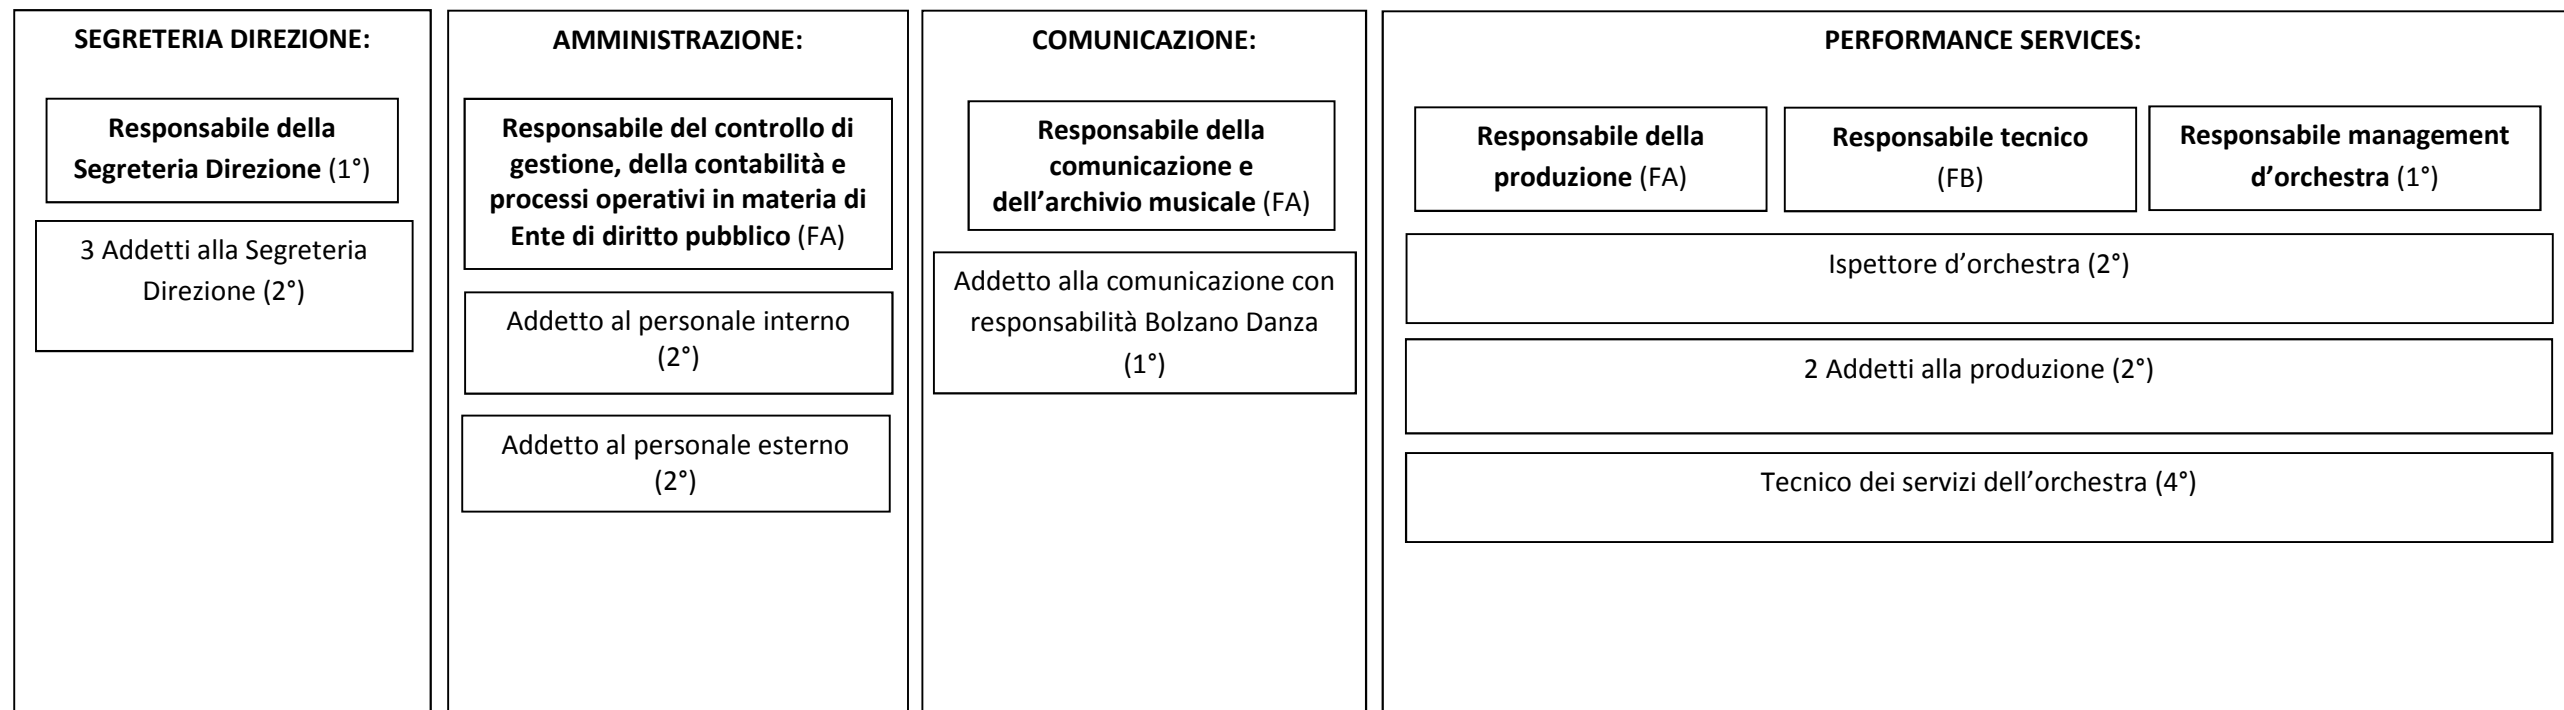 SEGRETERIA DIREZIONE:
Responsabile della
Segreteria Direzione (1°)
3 Addetti alla Segreteria
Direzione (2°)
AMMINISTRAZIONE:
Responsabile del controllo di
gestione, della contabilità e
processi operativi in materia di
Ente di diritto pubblico (FA)
Addetto al personale interno
(2°)
Addetto al personale esterno
(2°)
COMUNICAZIONE:
Responsabile della
comunicazione e
dell’archivio musicale (FA)
Addetto alla comunicazione con
responsabilità Bolzano Danza
(1°)
PERFORMANCE SERVICES:
Responsabile della
produzione (FA)
Responsabile tecnico
(FB)
Responsabile management
d’orchestra (1°)
Ispettore d’orchestra (2°)
2 Addetti alla produzione (2°)
Tecnico dei servizi dell’orchestra (4°)